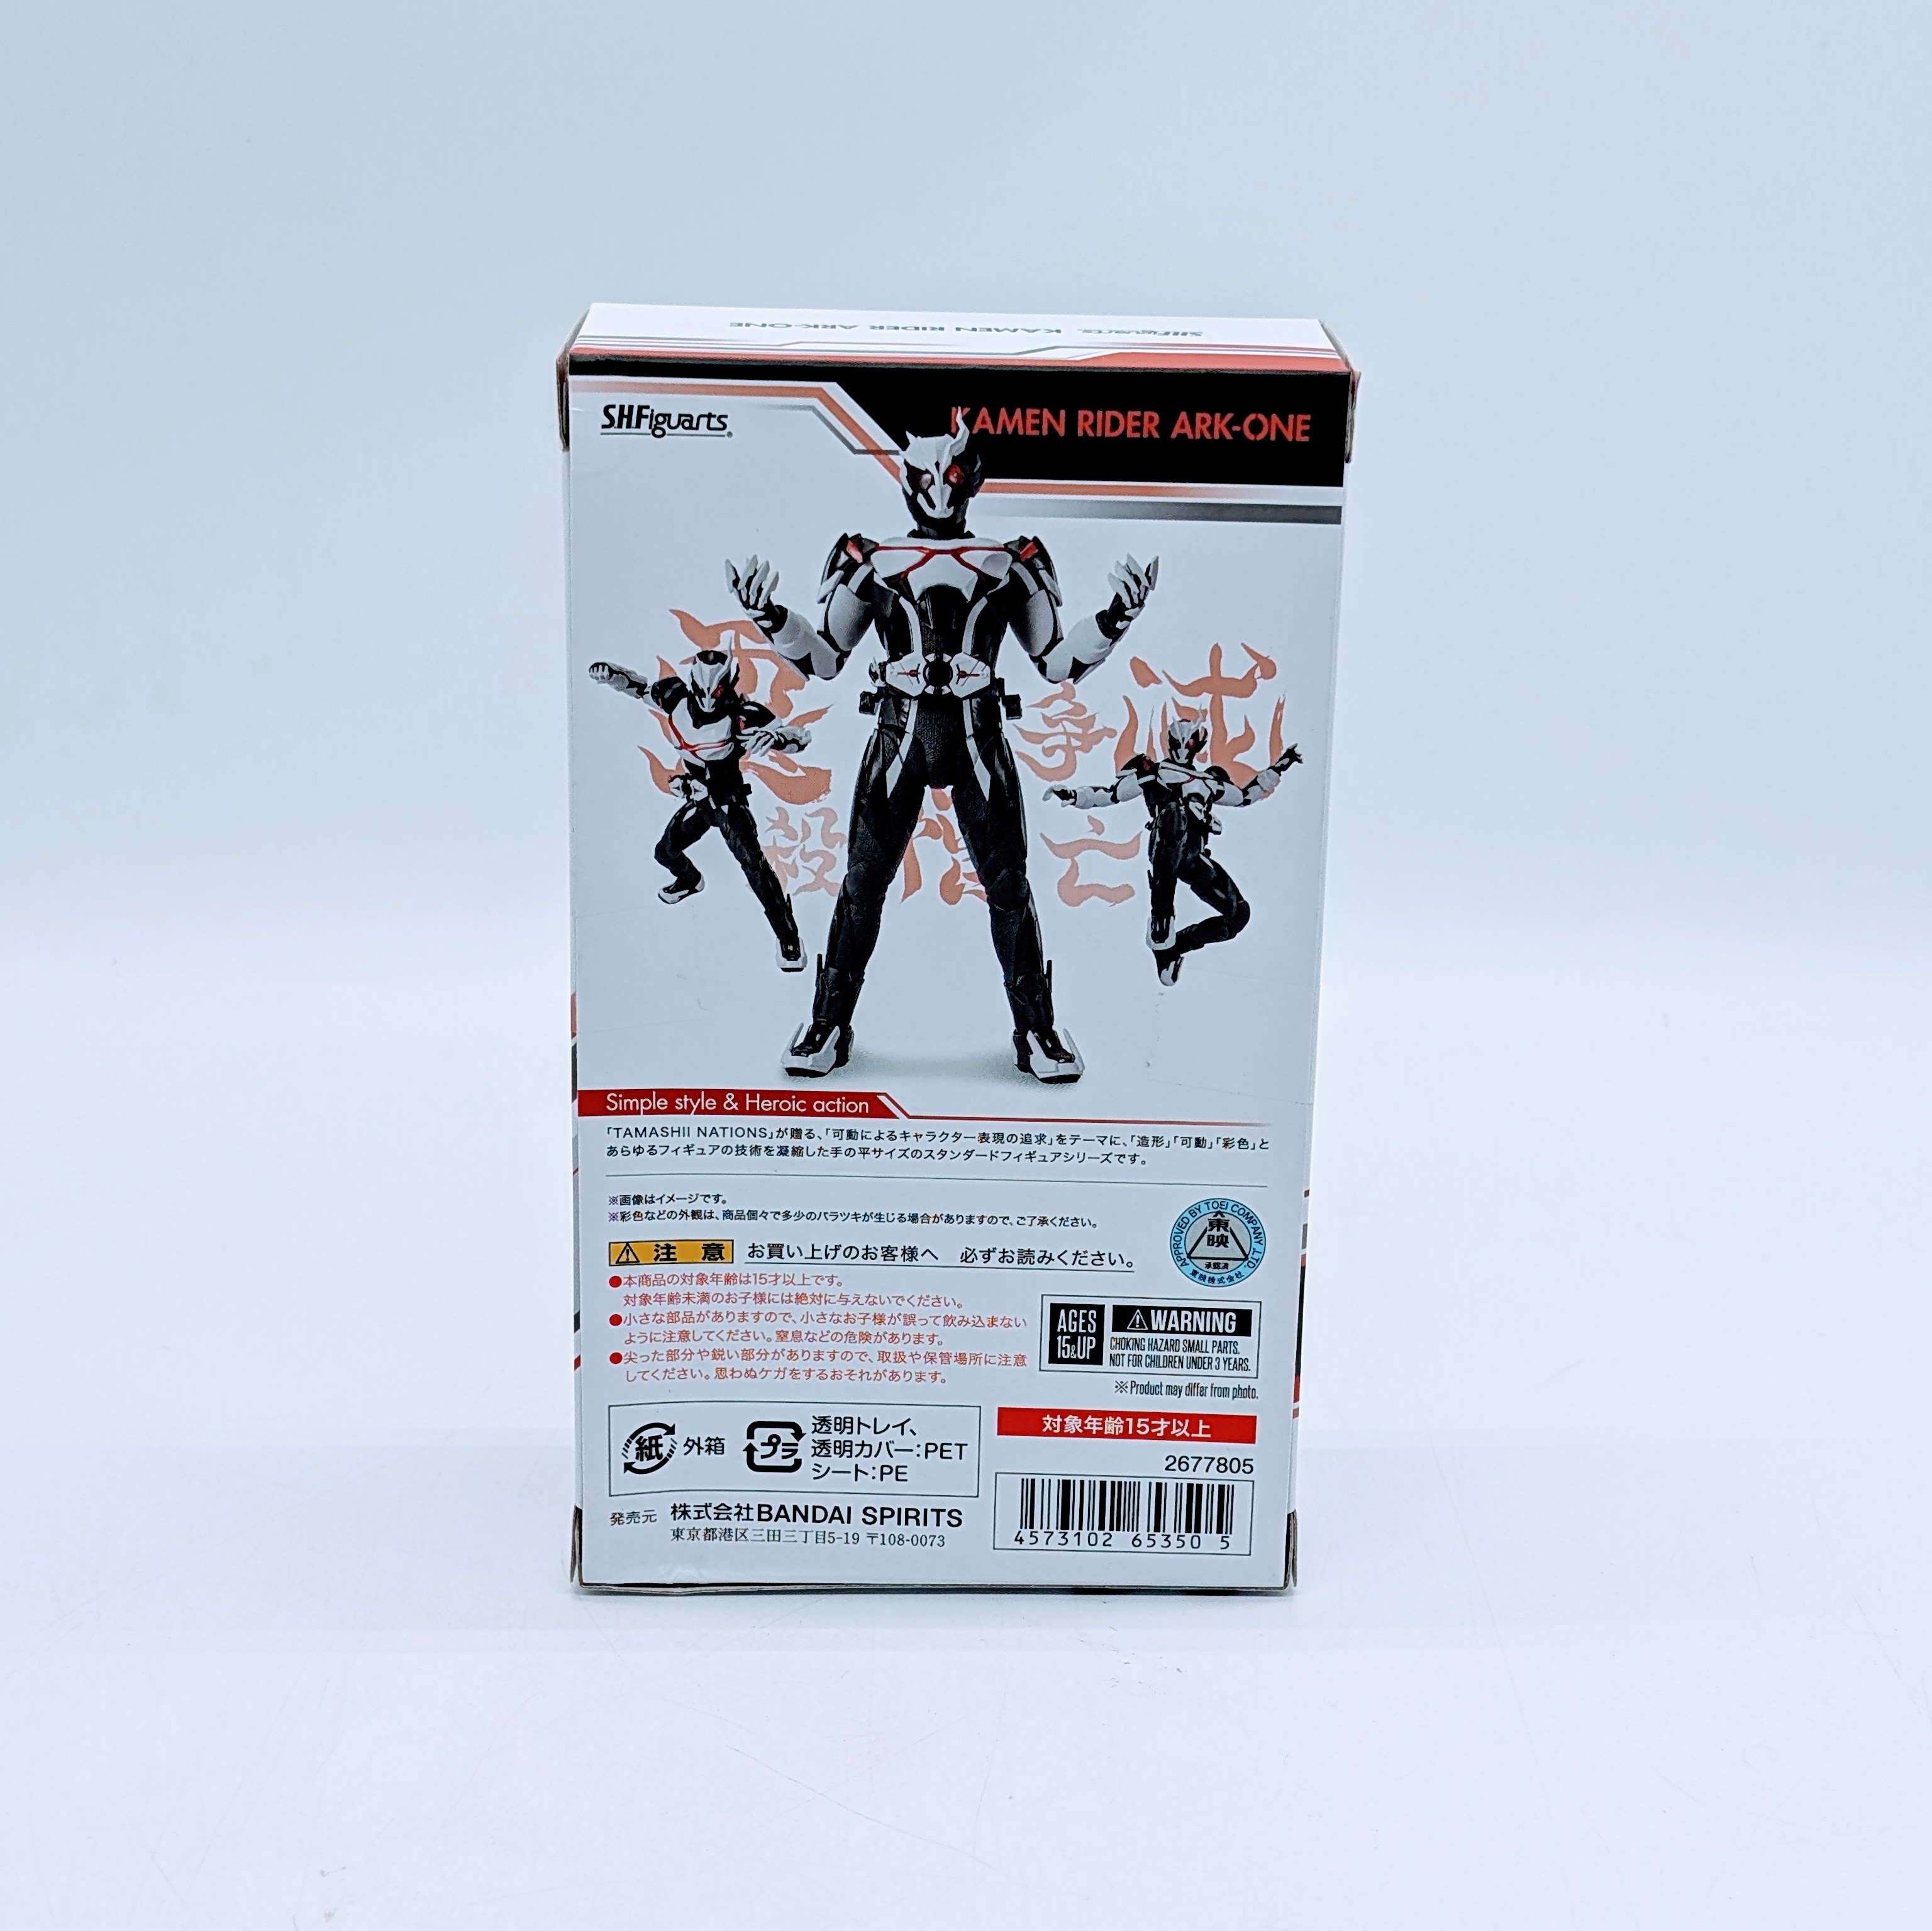 S.H.Figuarts KAMEN RIDER ARK-ONE
S.H.Figuarts
KAMEN RIDER ARK-ONE
悪
争
滅
殺
亡
Simple style & Heroic action
「TAMASHII NATIONS」が贈る、「可動によるキャラクター表現の追求」をテーマに、「造形」「可動」「彩色」と
あらゆるフィギュアの技術を凝縮した手の平サイズのスタンダードフィギュアシリーズです。
※画像はイメージです。
※彩色などの外観は、商品個々で多少のバラツキが生じる場合がありますので、ご了承ください。
APPROVED BY TOEI COMPANY, LTD.
東映
承認済
東映株式会社
注 意 お買い上げのお客様へ 必ずお読みください。
●本商品の対象年齢は15才以上です。
対象年齢未満のお子様には絶対に与えないでください。
●小さな部品がありますので、小さなお子様が誤って飲み込まない
ように注意してください。窒息などの危険があります。
●尖った部分や鋭い部分がありますので、取扱や保管場所に注意
してください。思わぬケガをするおそれがあります。
AGES
15&UP
WARNING
CHOKING HAZARD SMALL PARTS.
NOT FOR CHILDREN UNDER 3 YEARS.
※Product may differ from photo.
紙 外箱
プラ 透明トレイ、
透明カバー:PET
シート:PE
対象年齢15才以上
2677805
発売元 株式会社BANDAI SPIRITS
東京都港区三田三丁目5-19 〒108-0073
4573102 65350 5